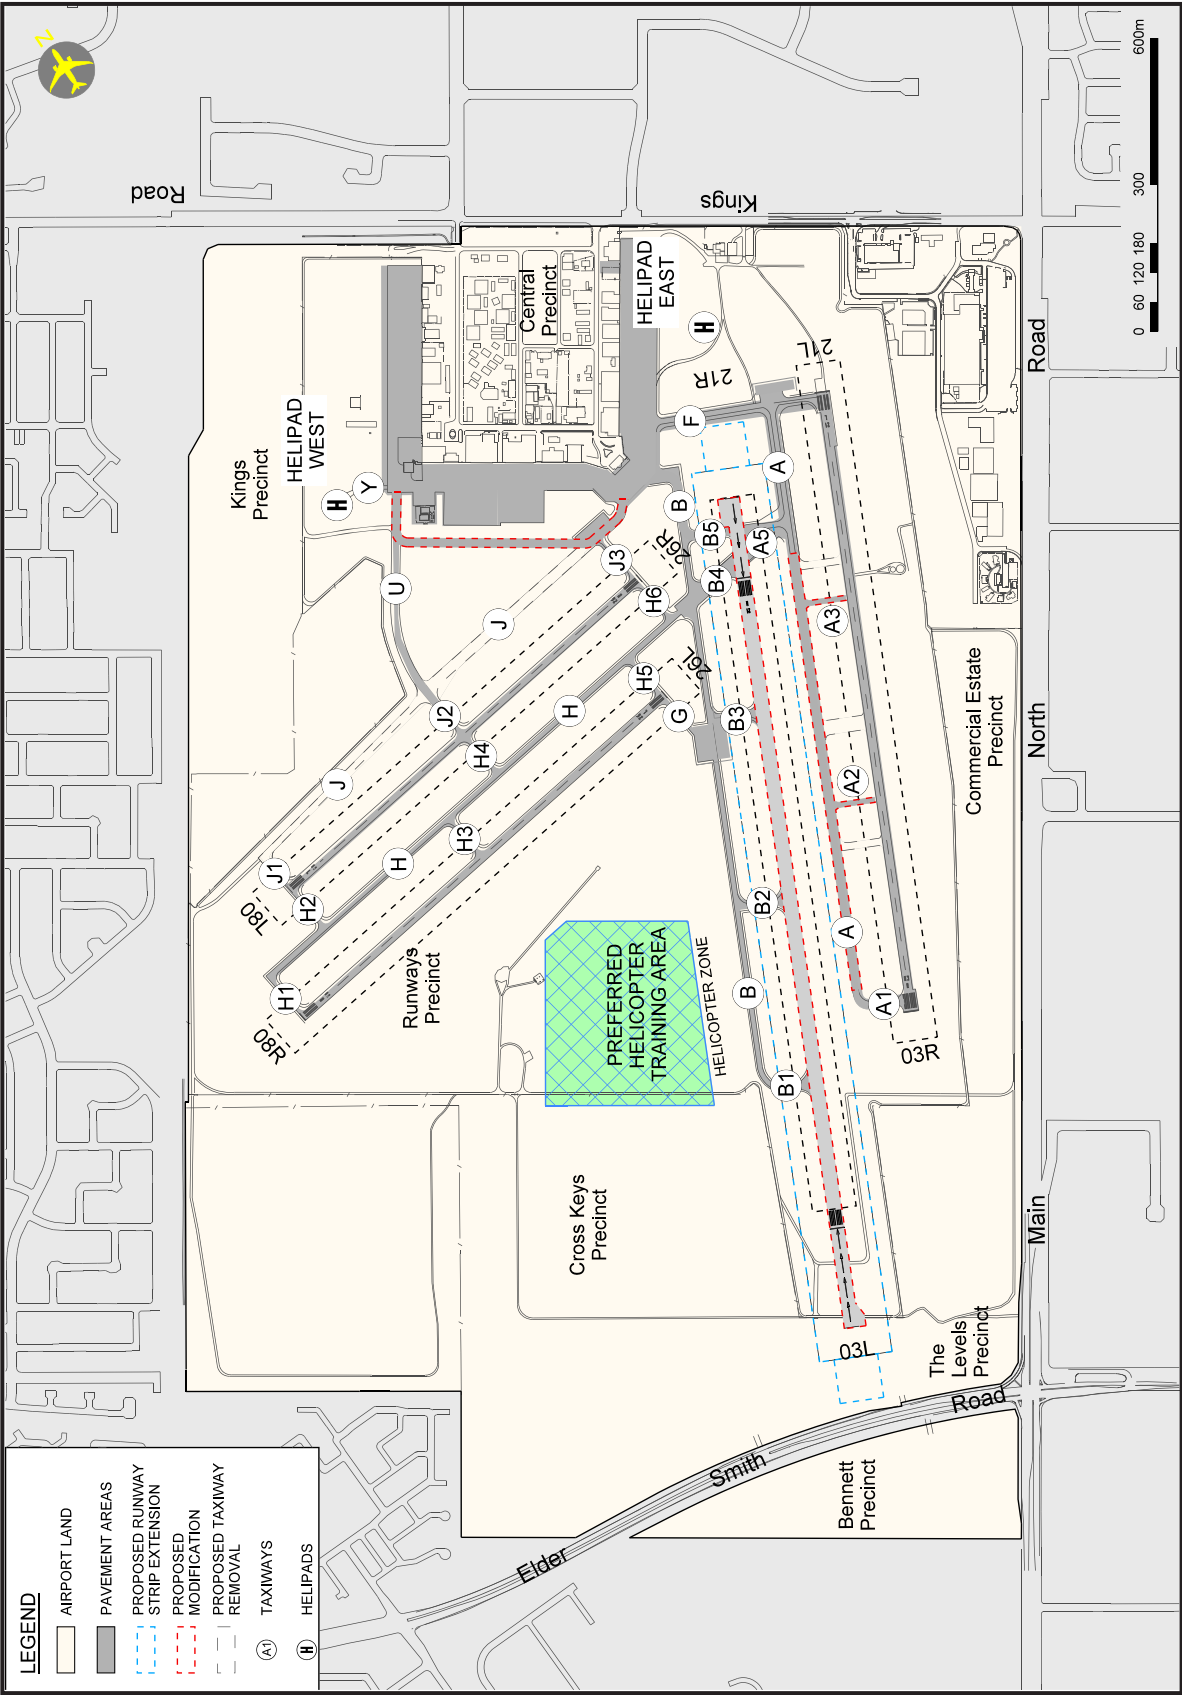 N
Road
Kings
Road
North
Main
Elder
Smith
Road
0 60 120 180 300 600m
Kings
Precinct
HELIPAD
WEST
H
Y
Central
Precinct
HELIPAD
EAST
H
21R
21L
F
A
B
B5
A5
B4
26R
J3
H6
U
J
J2
H
H4
H5
26L
G
B3
A3
A2
J
J1
H2
08L
H
H3
H1
08R
Runways
Precinct
B2
B
B1
A
A1
03R
Commercial Estate
Precinct
PREFERRED
HELICOPTER
TRAINING AREA
HELICOPTER ZONE
Cross Keys
Precinct
03L
The
Levels
Precinct
Bennett
Precinct
LEGEND
AIRPORT LAND
PAVEMENT AREAS
PROPOSED RUNWAY
STRIP EXTENSION
PROPOSED
MODIFICATION
PROPOSED TAXIWAY
REMOVAL
A1
TAXIWAYS
H
HELIPADS